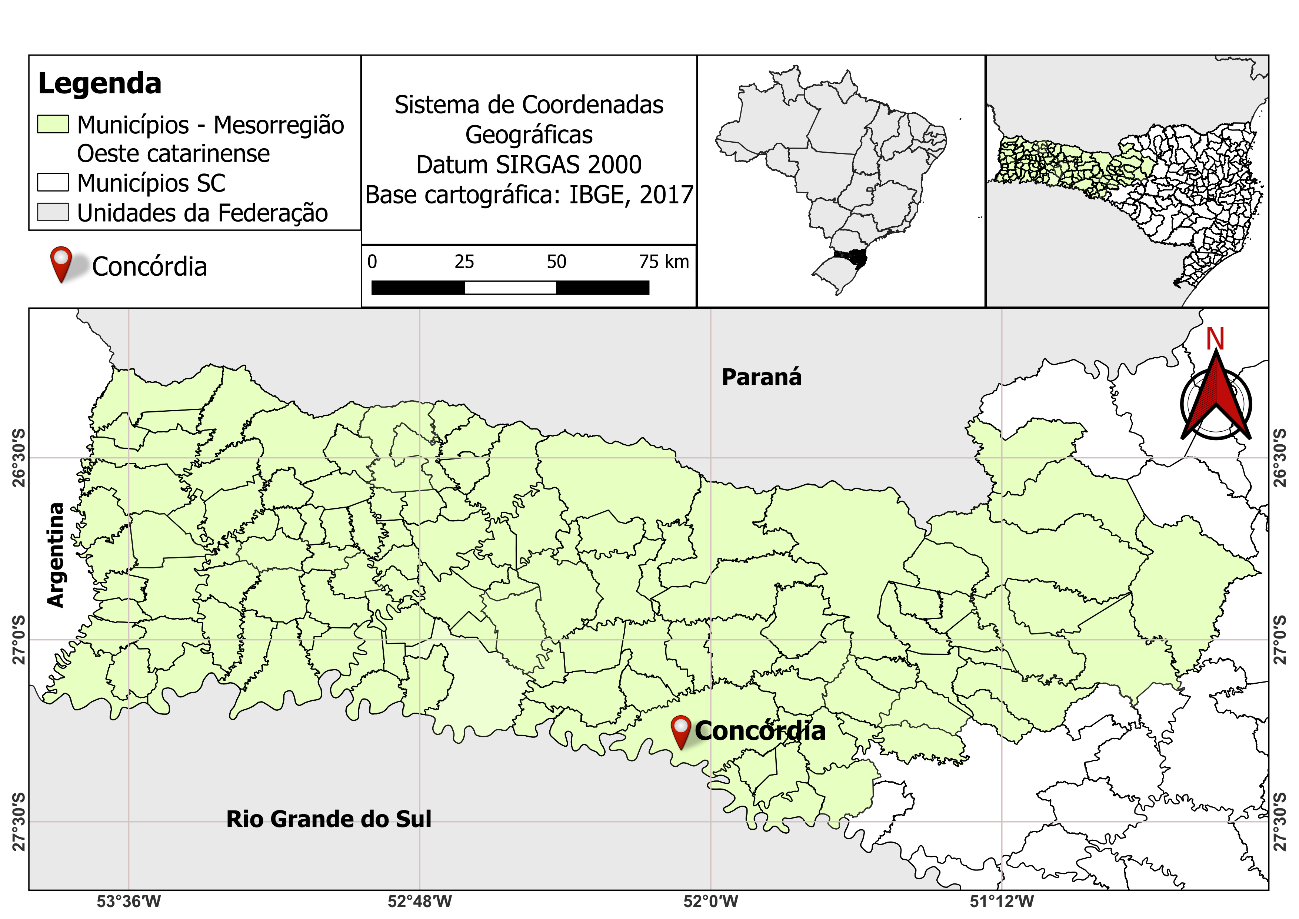 Legenda
Municípios - Mesorregião
Oeste catarinense
Municípios SC
Unidades da Federação
Concórdia
Sistema de Coordenadas
Geográficas
Datum SIRGAS 2000
Base cartográfica: IBGE, 2017
0 25 50 75 km
N
Paraná
26°30'S 26°30'S
Argentina
27°0'S 27°0'S
Concórdia
Rio Grande do Sul
27°30'S 27°30'S
53°36'W 52°48'W 52°0'W 51°12'W